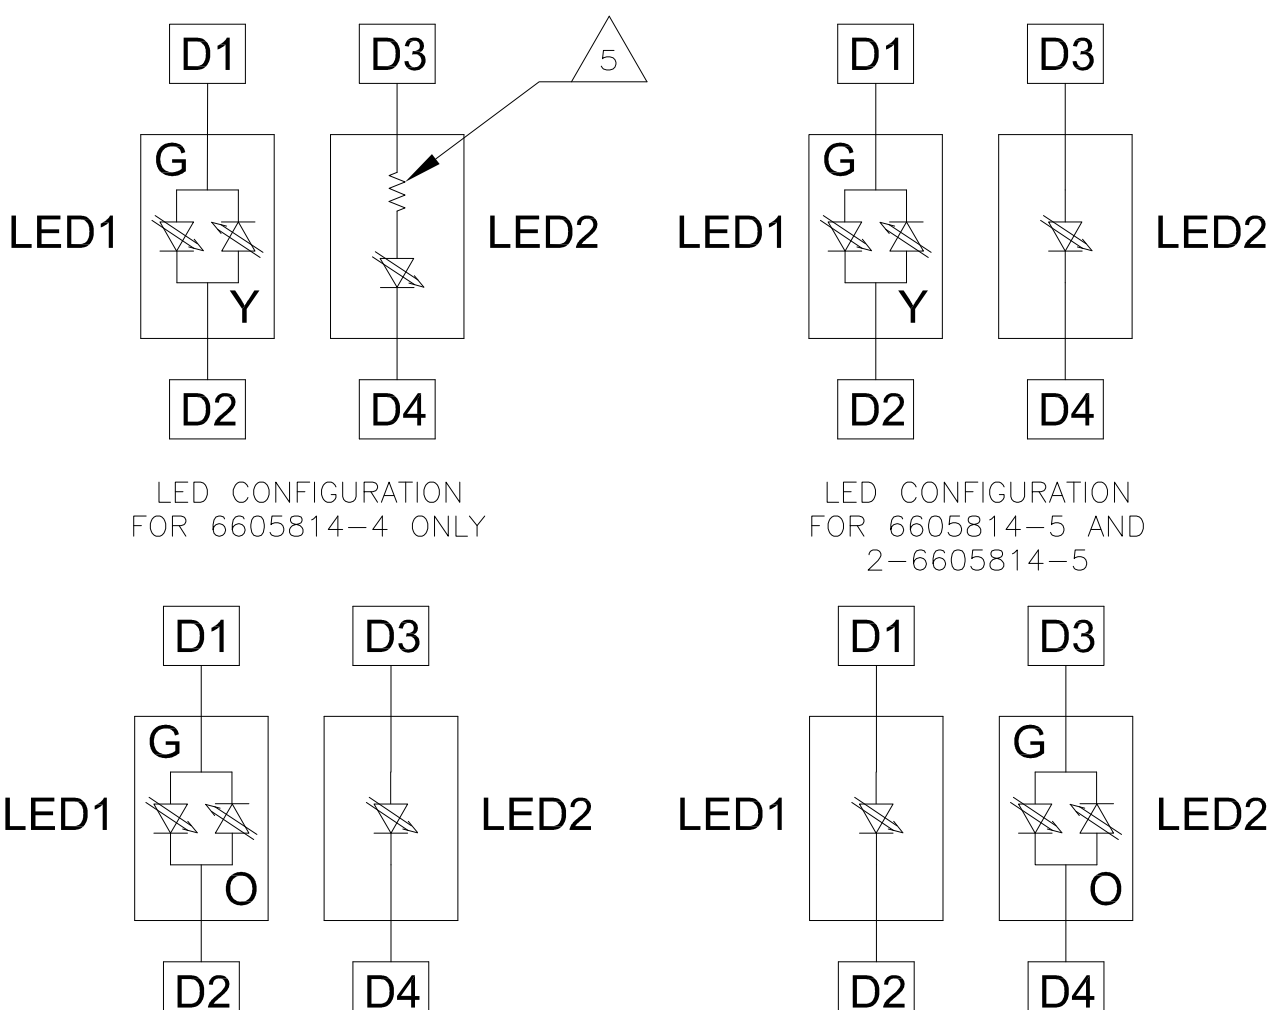 D1 D3 5
G
LED1 LED2
Y
D2 D4
LED CONFIGURATION
FOR 6605814-4 ONLY
D1 D3
G
LED1 LED2
Y
D2 D4
LED CONFIGURATION
FOR 6605814-5 AND
2-6605814-5
D1 D3
G
LED1 LED2
O
D2 D4
D1 D3
G
LED1 LED2
O
D2 D4